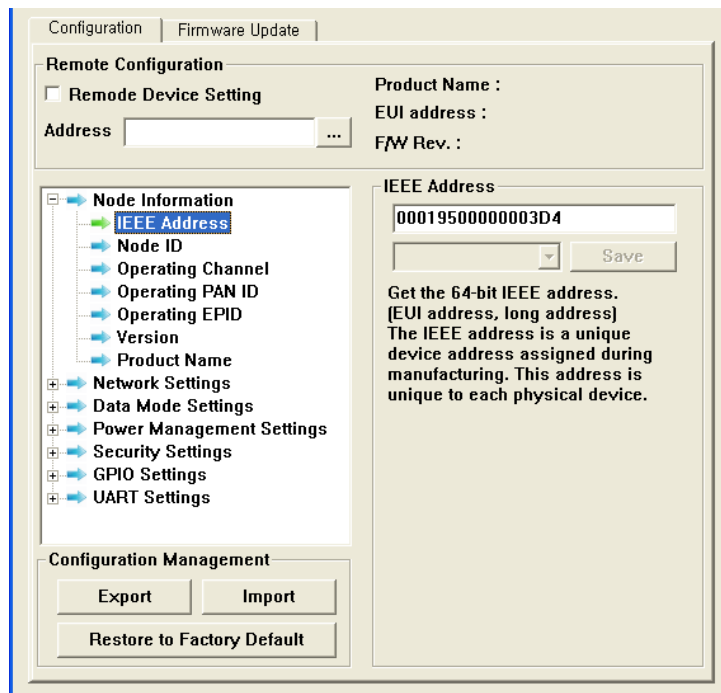 Configuration
Firmware Update
Remote Configuration
Remode Device Setting
Address
...
Product Name :
EUI address :
F/W Rev. :
Node Information
IEEE Address
Node ID
Operating Channel
Operating PAN ID
Operating EPID
Version
Product Name
Network Settings
Data Mode Settings
Power Management Settings
Security Settings
GPIO Settings
UART Settings
Configuration Management
Export
Import
Restore to Factory Default
IEEE Address
00019500000003D4
Save
Get the 64-bit IEEE address.
(EUI address, long address)
The IEEE address is a unique
device address assigned during
manufacturing. This address is
unique to each physical device.